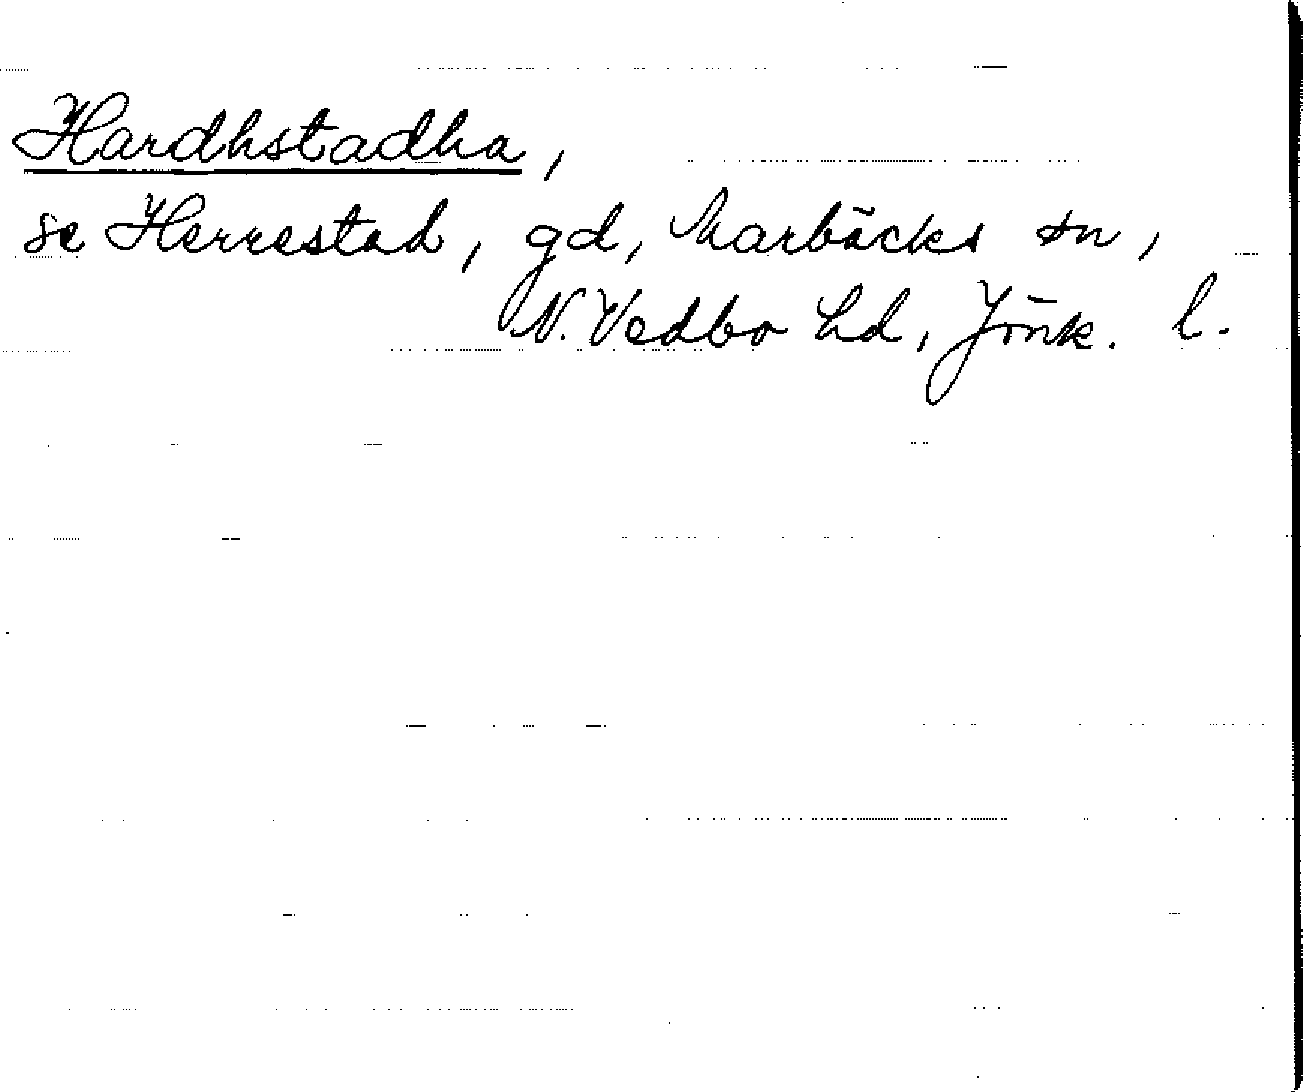 Hardhstadha,
se Herrestad, gd, Marbäcks sn,
N. Vedbo hd, Jönk. l.